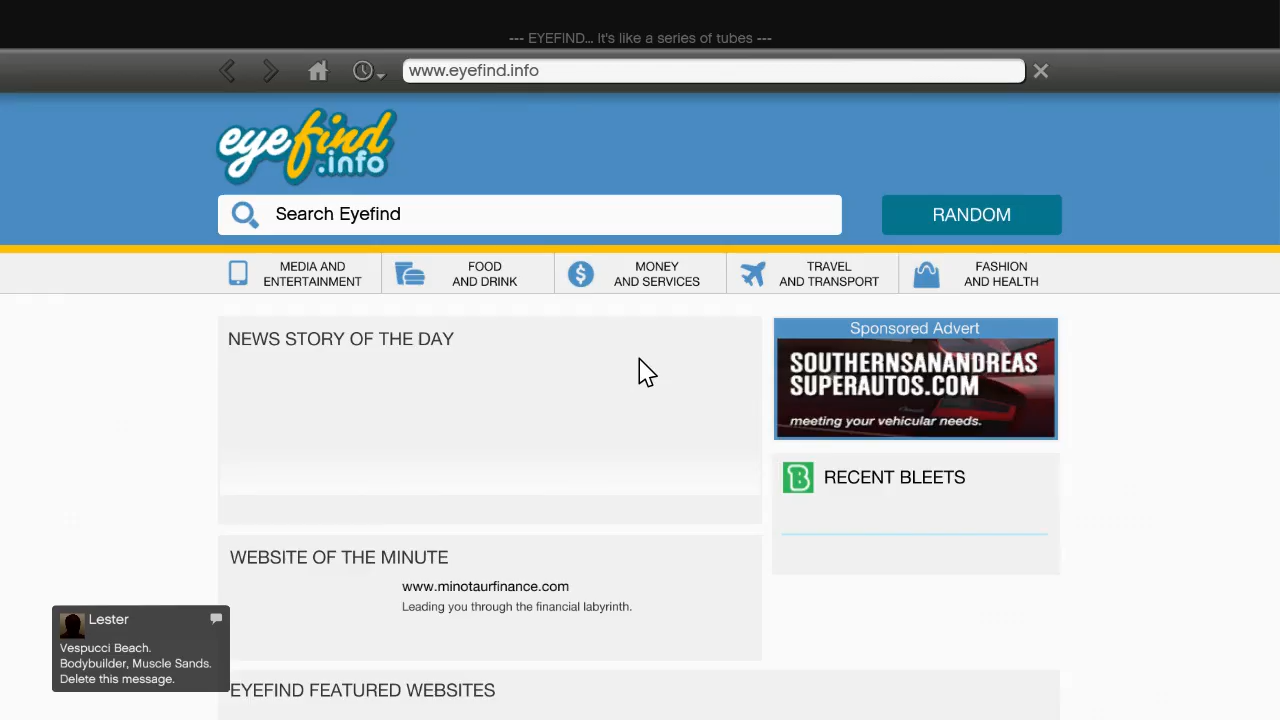 --- EYEFIND... It's like a series of tubes ---
www.eyefind.info
eyefind
.info
Search Eyefind
RANDOM
MEDIA AND
ENTERTAINMENT
FOOD
AND DRINK
MONEY
AND SERVICES
TRAVEL
AND TRANSPORT
FASHION
AND HEALTH
NEWS STORY OF THE DAY
Sponsored Advert
SOUTHERNSANANDREAS
SUPERAUTOS.COM
meeting your vehicular needs.
B
RECENT BLEETS
WEBSITE OF THE MINUTE
www.minotaurfinance.com
Leading you through the financial labyrinth.
Lester
Vespucci Beach.
Bodybuilder, Muscle Sands.
Delete this message.
EYEFIND FEATURED WEBSITES